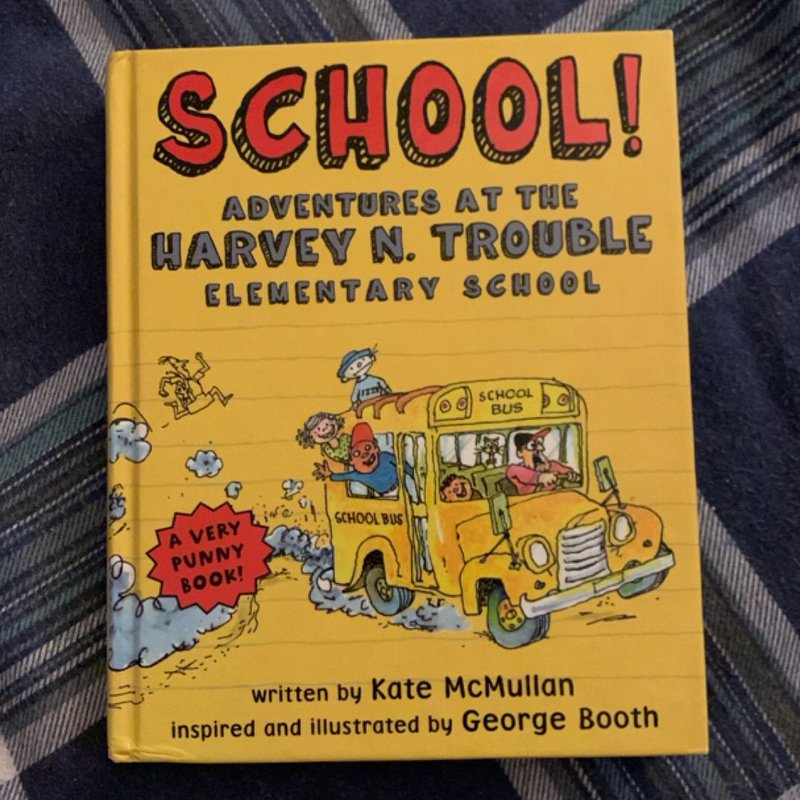 SCHOOL!
ADVENTURES AT THE
HARVEY N. TROUBLE
ELEMENTARY SCHOOL
SCHOOL
BUS
SCHOOL BUS
A VERY
PUNNY
BOOK!
written by Kate McMullan
inspired and illustrated by George Booth